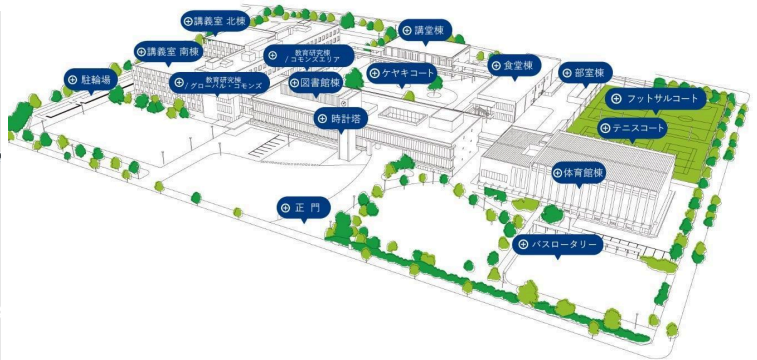 講義室 北棟
講堂棟
講義室 南棟
教育研究棟
/コモンズエリア
食堂棟
部室棟
駐輪場
教育研究棟
/グローバル・コモンズ
図書館棟
ケヤキコート
フットサルコート
時計塔
テニスコート
体育館棟
正 門
バスロータリー